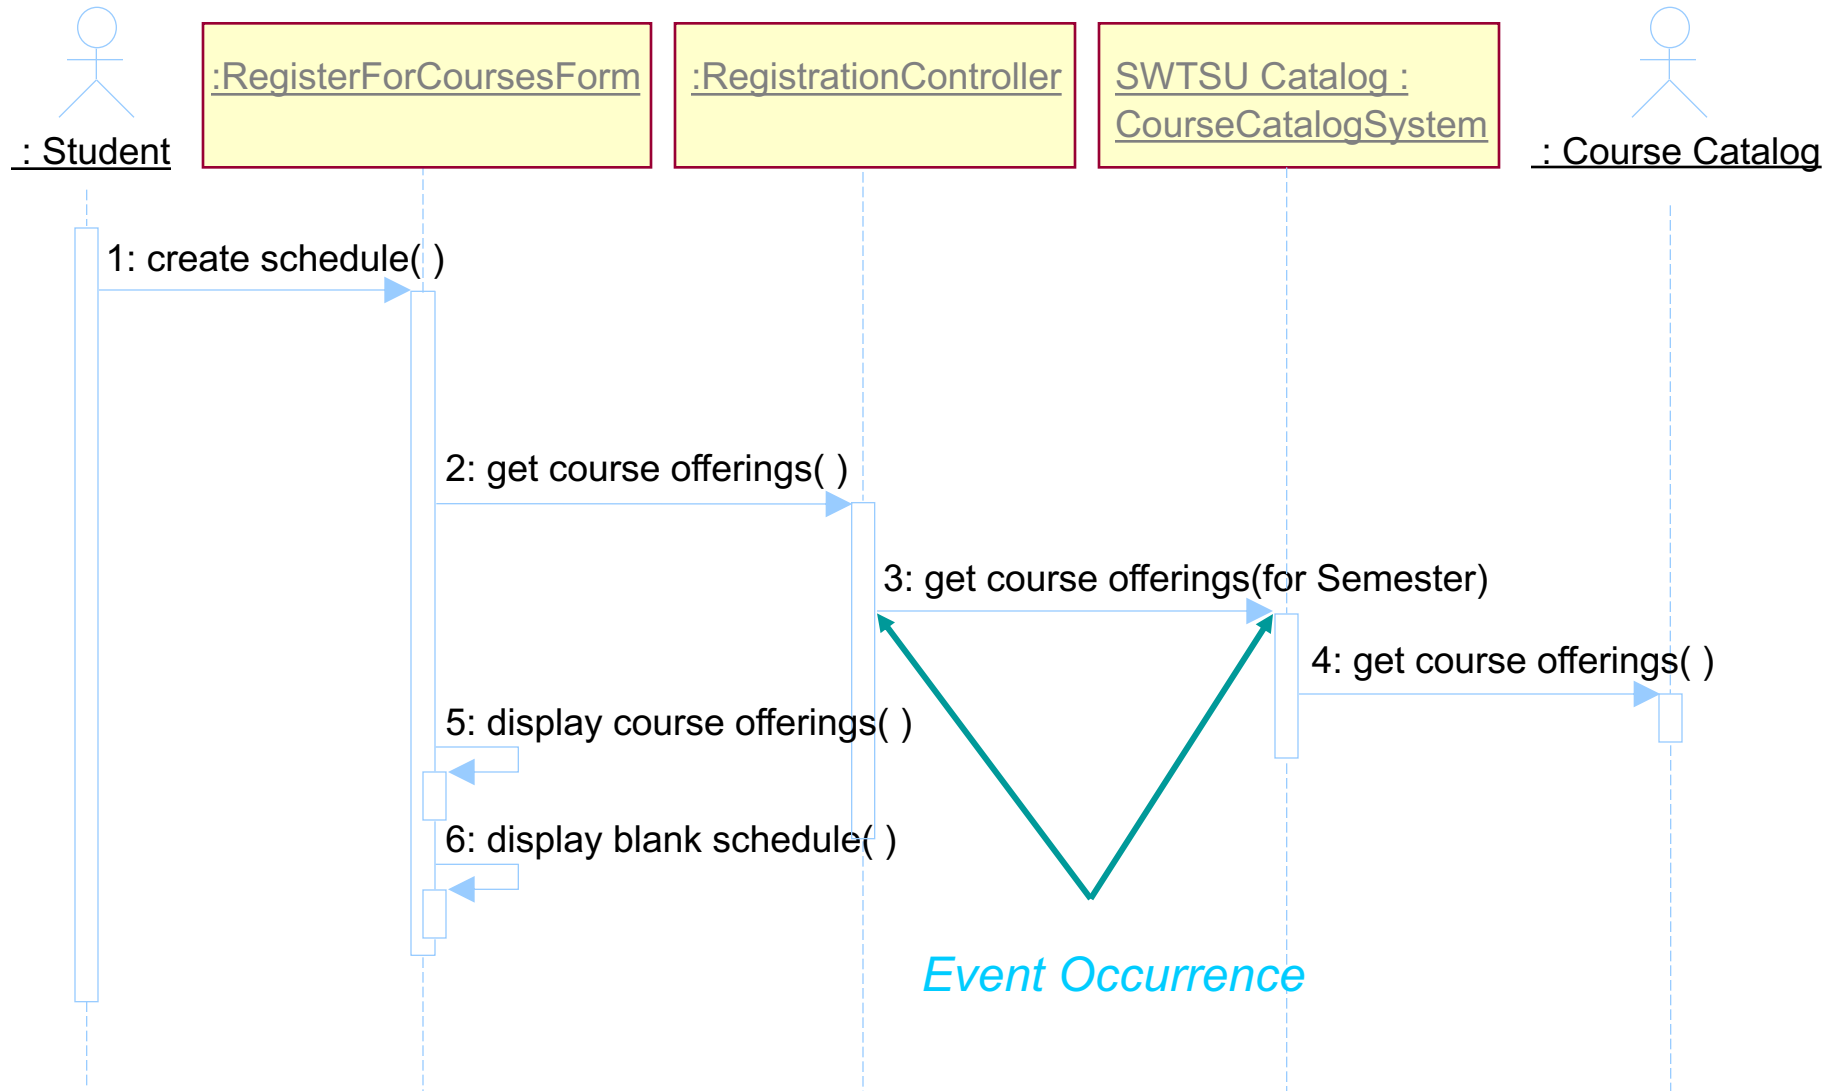 : Student
:RegisterForCoursesForm
:RegistrationController
SWTSU Catalog :
CourseCatalogSystem
: Course Catalog
1: create schedule( )
2: get course offerings( )
3: get course offerings(for Semester)
4: get course offerings( )
5: display course offerings( )
6: display blank schedule( )
Event Occurrence